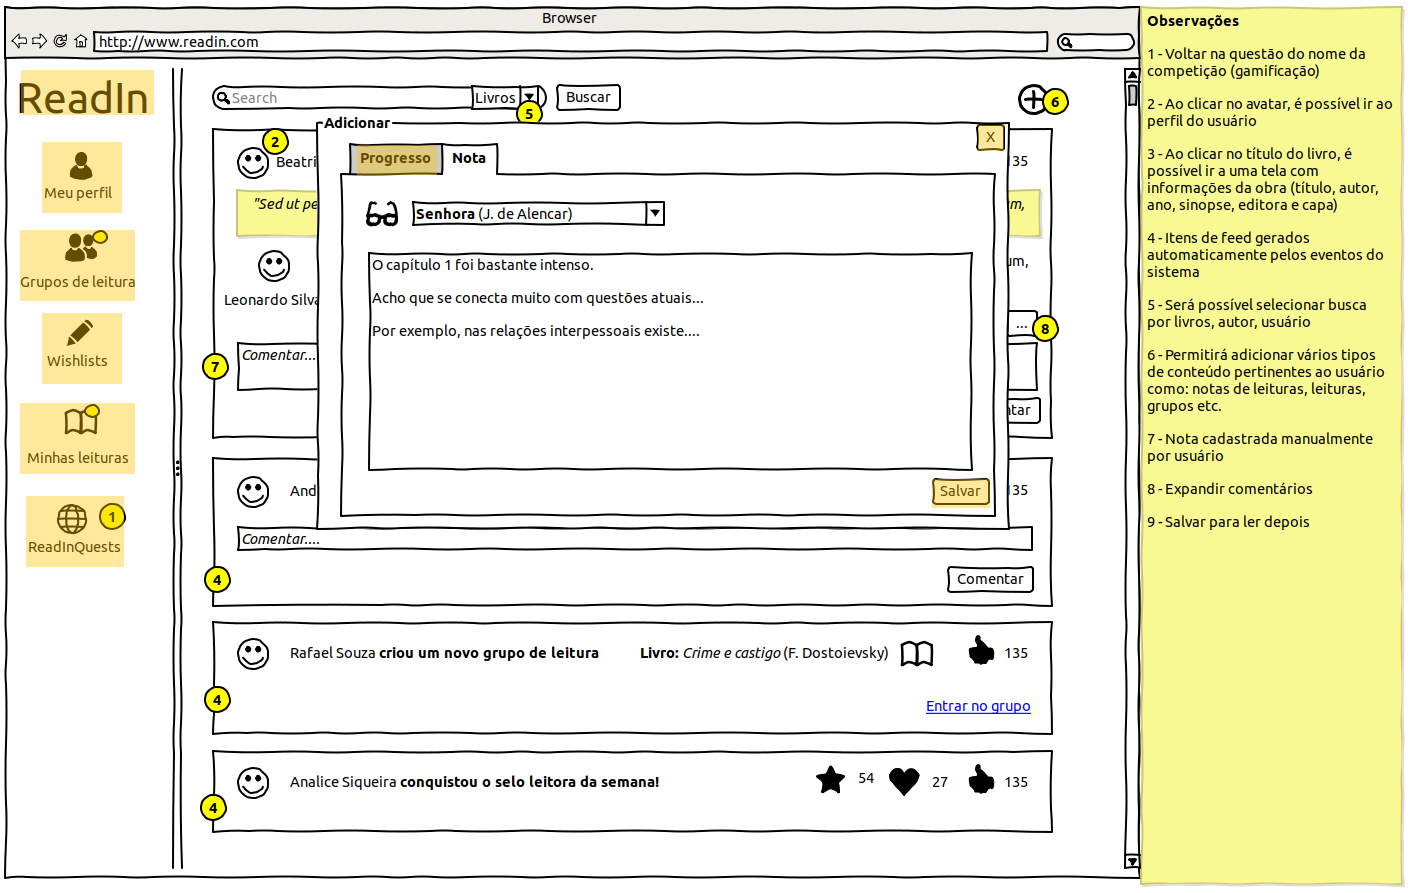 Browser
http://www.readin.com
ReadIn
Meu perfil
Grupos de leitura
Wishlists
Minhas leituras
1
ReadInQuests
Search
Livros
Buscar
5
6
Adicionar
X
2
Beatri
135
Progresso
Nota
"Sed ut pe
m,
Senhora (J. de Alencar)
O capítulo 1 foi bastante intenso.
Acho que se conecta muito com questões atuais...
Por exemplo, nas relações interpessoais existe....
Leonardo Silva
um,
...
8
7
Comentar...
ntar
Salvar
And
135
Comentar....
4
Comentar
Rafael Souza criou um novo grupo de leitura
Livro: Crime e castigo (F. Dostoievsky)
135
4
Entrar no grupo
Analice Siqueira conquistou o selo leitora da semana!
54
27
135
4
Observações
1 - Voltar na questão do nome da
competição (gamificação)
2 - Ao clicar no avatar, é possível ir ao
perfil do usuário
3 - Ao clicar no título do livro, é
possível ir a uma tela com
informações da obra (título, autor,
ano, sinopse, editora e capa)
4 - Itens de feed gerados
automaticamente pelos eventos do
sistema
5 - Será possível selecionar busca
por livros, autor, usuário
6 - Permitirá adicionar vários tipos
de conteúdo pertinentes ao usuário
como: notas de leituras, leituras,
grupos etc.
7 - Nota cadastrada manualmente
por usuário
8 - Expandir comentários
9 - Salvar para ler depois